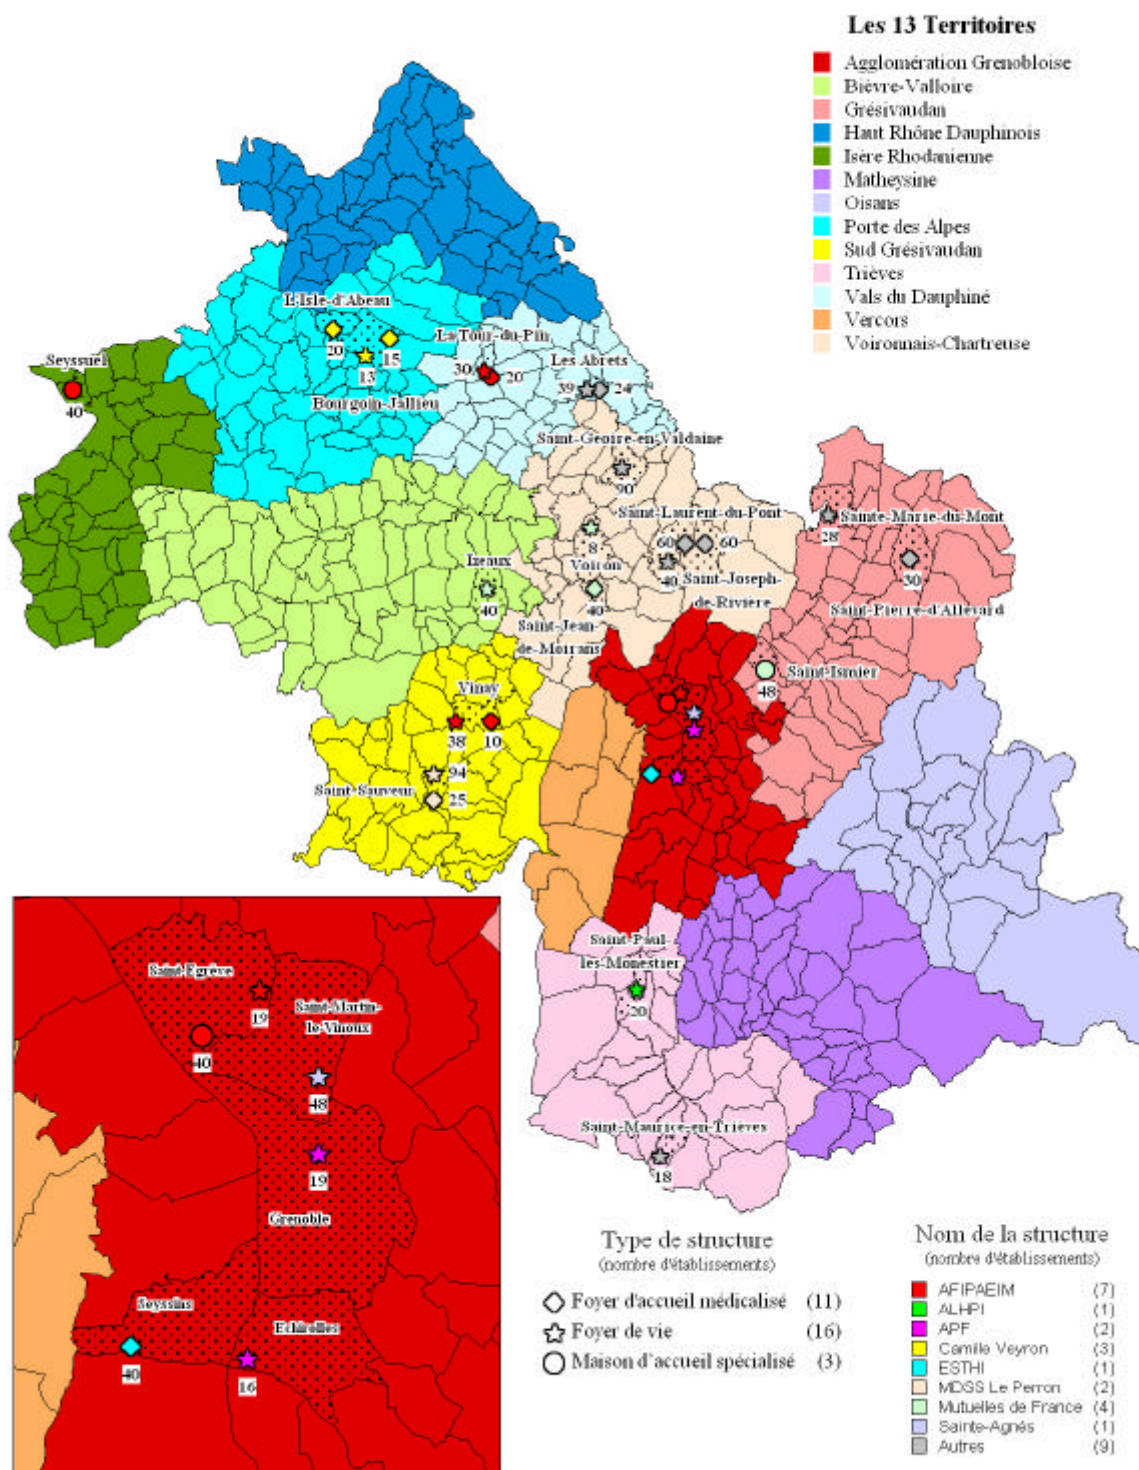 Les 13 Territoires
Agglomération Grenobloise
Bièvre-Valloire
Grésivaudan
Haut Rhône Dauphinois
Isère Rhodanienne
Matheysine
Oisans
Porte des Alpes
Sud Grésivaudan
Trièves
Vals du Dauphiné
Vercors
Voironnais-Chartreuse
L'Isle-d'Abeau
20
15
13
Bourgoin-Jallieu
La Tour-du-Pin
30
20
Les Abrets
39
24
Seyssuel
40
Saint-Geoire-en-Valdaine
90
Saint-Laurent-du-Pont
8
60
60
Voiron
40
40
Saint-Joseph-
de-Rivière
Saint-Jean-
de-Moirans
Izeaux
40
Sainte-Marie-du-Mont
28
30
Saint-Pierre-d'Allevard
Saint-Ismier
48
Vinay
38
10
94
Saint-Sauveur
25
Saint-Paul-
les-Monestier
20
Saint-Maurice-en-Trièves
18
Saint-Egrève
19
Saint-Martin-
le-Vinoux
40
48
19
Grenoble
Seyssins
Echirolles
40
16
Type de structure
(nombre d'établissements)
Foyer d'accueil médicalisé (11)
Foyer de vie (16)
Maison d'accueil spécialisé (3)
Nom de la structure
(nombre d'établissements)
AFIPAEIM (7)
ALHPI (1)
APF (2)
Camille Veyron (3)
ESTHI (1)
MDSS Le Perron (2)
Mutuelles de France (4)
Sainte-Agnés (1)
Autres (9)